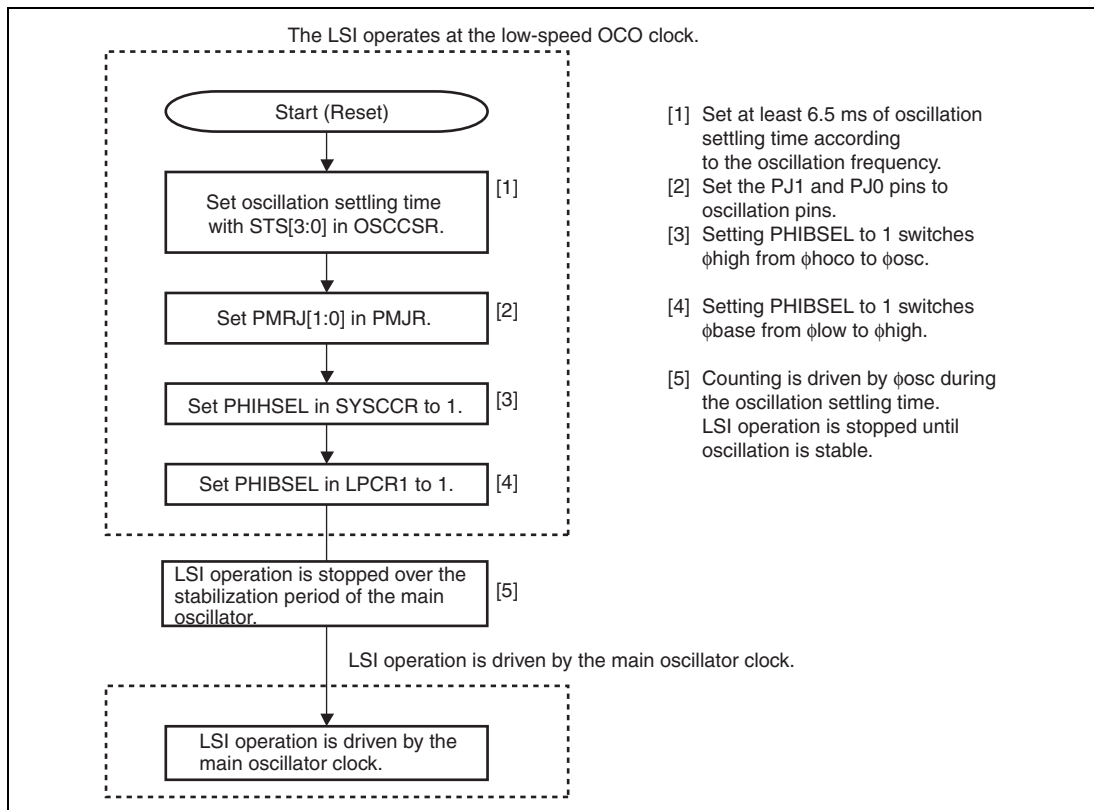 The LSI operates at the low-speed OCO clock.
Start (Reset)
Set oscillation settling time
with STS[3:0] in OSCCSR.
[1]
Set PMRJ[1:0] in PMJR.
[2]
Set PHIHSEL in SYSCCR to 1.
[3]
Set PHIBSEL in LPCR1 to 1.
[4]
LSI operation is stopped over the
stabilization period of the main
oscillator.
[5]
LSI operation is driven by the main oscillator clock.
LSI operation is driven by the
main oscillator clock.
[1] Set at least 6.5 ms of oscillation
settling time according
to the oscillation frequency.
[2] Set the PJ1 and PJ0 pins to
oscillation pins.
[3] Setting PHIBSEL to 1 switches
ϕhigh from ϕhoco to ϕosc.
[4] Setting PHIBSEL to 1 switches
ϕbase from ϕlow to ϕhigh.
[5] Counting is driven by ϕosc during
the oscillation settling time.
LSI operation is stopped until
oscillation is stable.